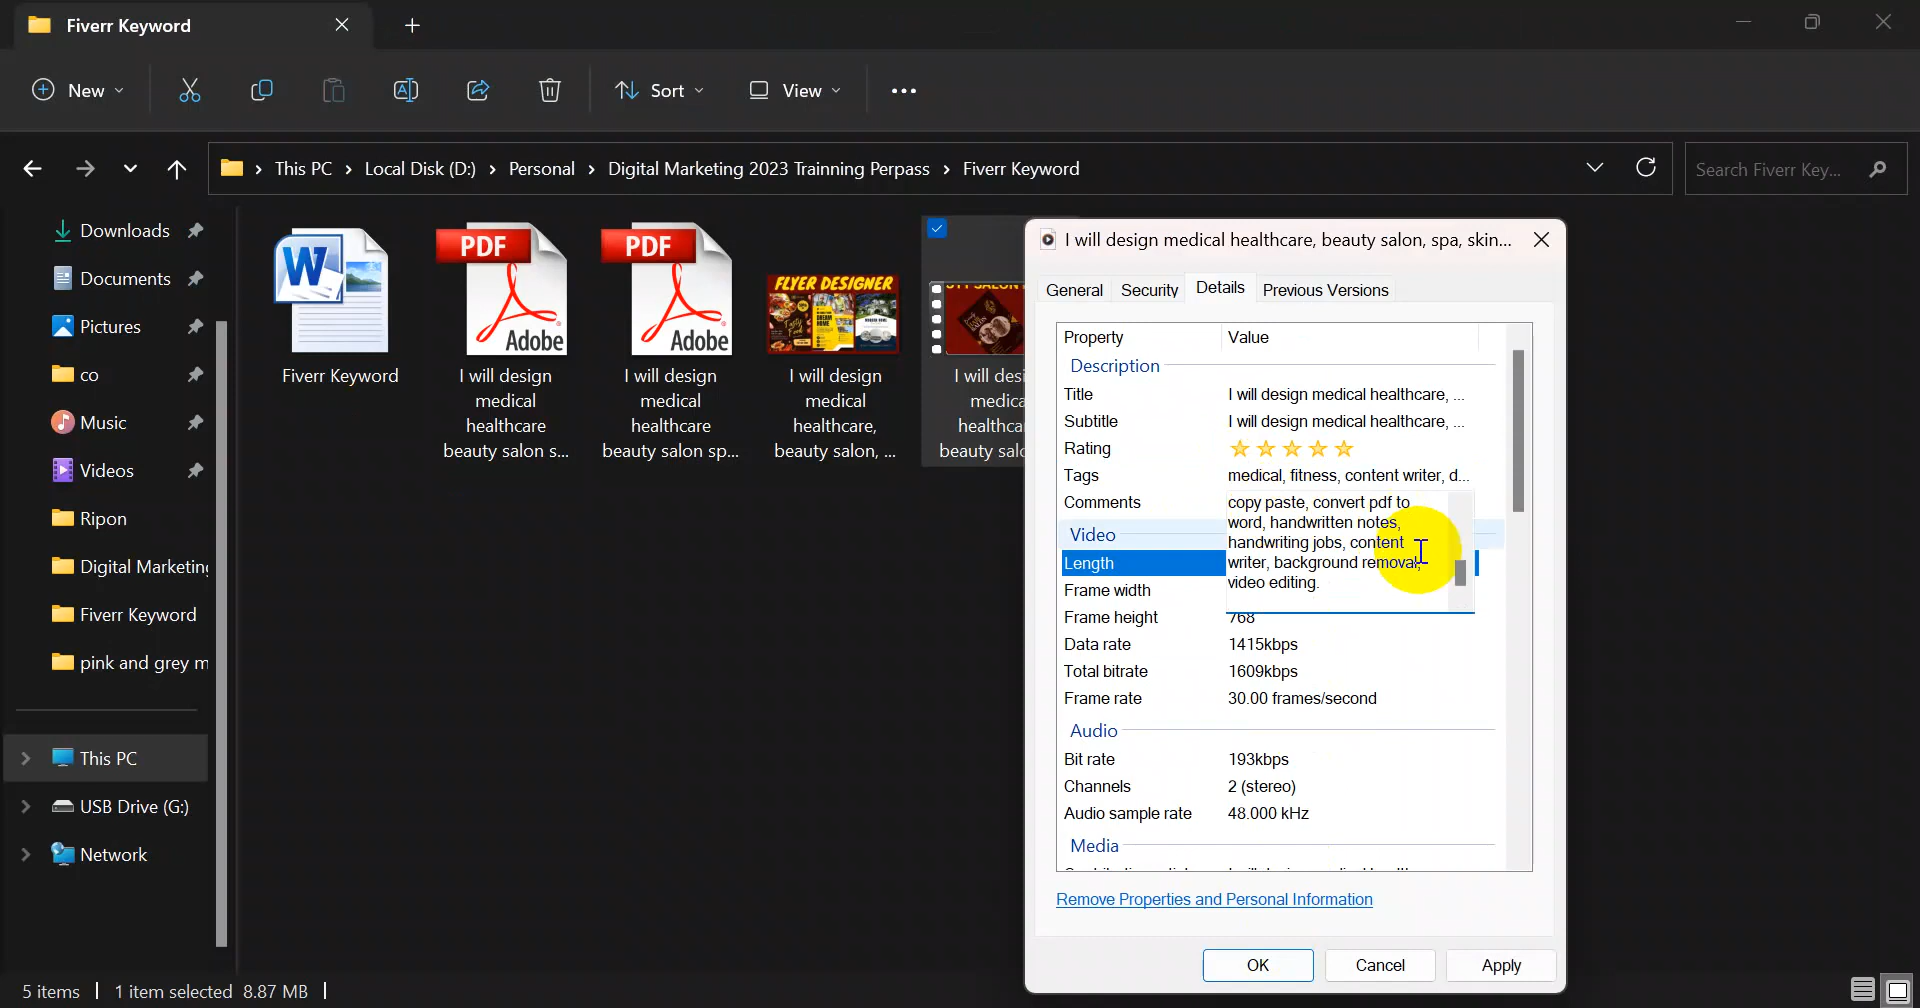 Fiverr Keyword
New
Sort
View
This PC
Local Disk (D:)
Personal
Digital Marketing 2023 Trainning Perpass
Fiverr Keyword
Search Fiverr Key...
Downloads
Documents
Pictures
co
Music
Videos
Ripon
Digital Marketing
Fiverr Keyword
pink and grey m
This PC
USB Drive (G:)
Network
Fiverr Keyword
PDF
Adobe
I will design
medical
healthcare
beauty salon s...
PDF
Adobe
I will design
medical
healthcare
beauty salon sp...
FLYER DESIGNER
I will design
medical
healthcare,
beauty salon, ...
I will desi
medica
healthcar
beauty salo
I will design medical healthcare, beauty salon, spa, skin...
General
Security
Details
Previous Versions
Property Value
Description
Title I will design medical healthcare, ...
Subtitle I will design medical healthcare, ...
Rating
Tags medical, fitness, content writer, d...
Comments
copy paste, convert pdf to
word, handwritten notes,
handwriting jobs, content
writer, background removal,
video editing.
Video
Length
Frame width
Frame height 768
Data rate 1415kbps
Total bitrate 1609kbps
Frame rate 30.00 frames/second
Audio
Bit rate 193kbps
Channels 2 (stereo)
Audio sample rate 48.000 kHz
Media
Remove Properties and Personal Information
OK
Cancel
Apply
5 items
1 item selected 8.87 MB